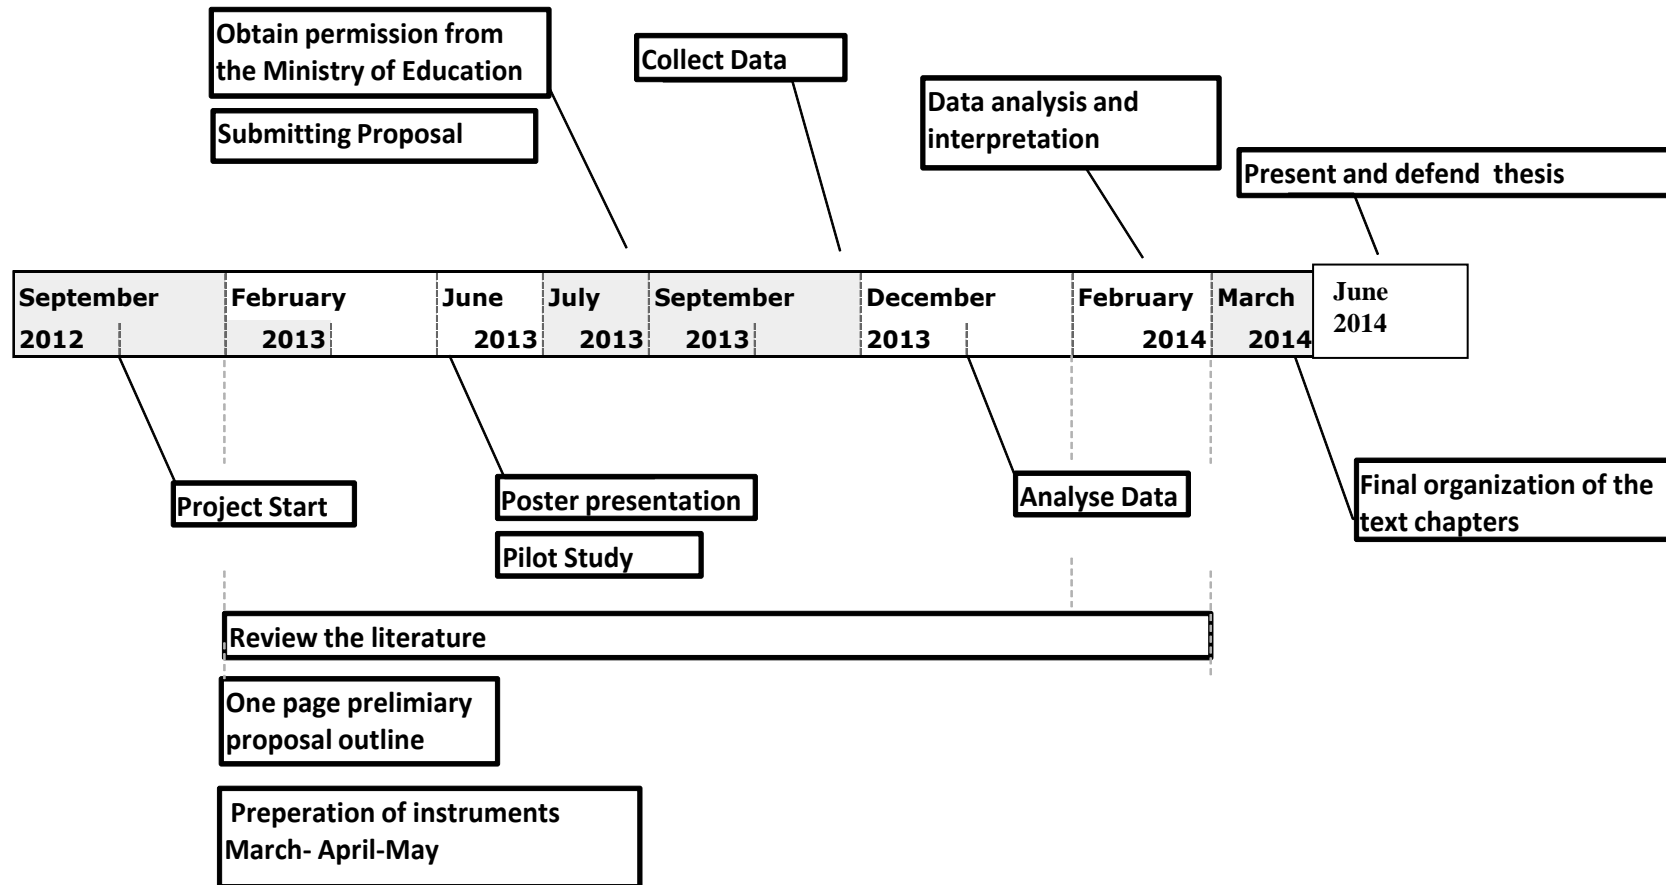 Obtain permission from
the Ministry of Education
Submitting Proposal
Collect Data
Data analysis and
interpretation
Present and defend thesis
September
2012
February
2013
June
2013
July
2013
September
2013
December
2013
February
2014
March
2014
June
2014
Project Start
Poster presentation
Pilot Study
Analyse Data
Final organization of the
text chapters
Review the literature
One page prelimiary
proposal outline
Preperation of instruments
March- April-May